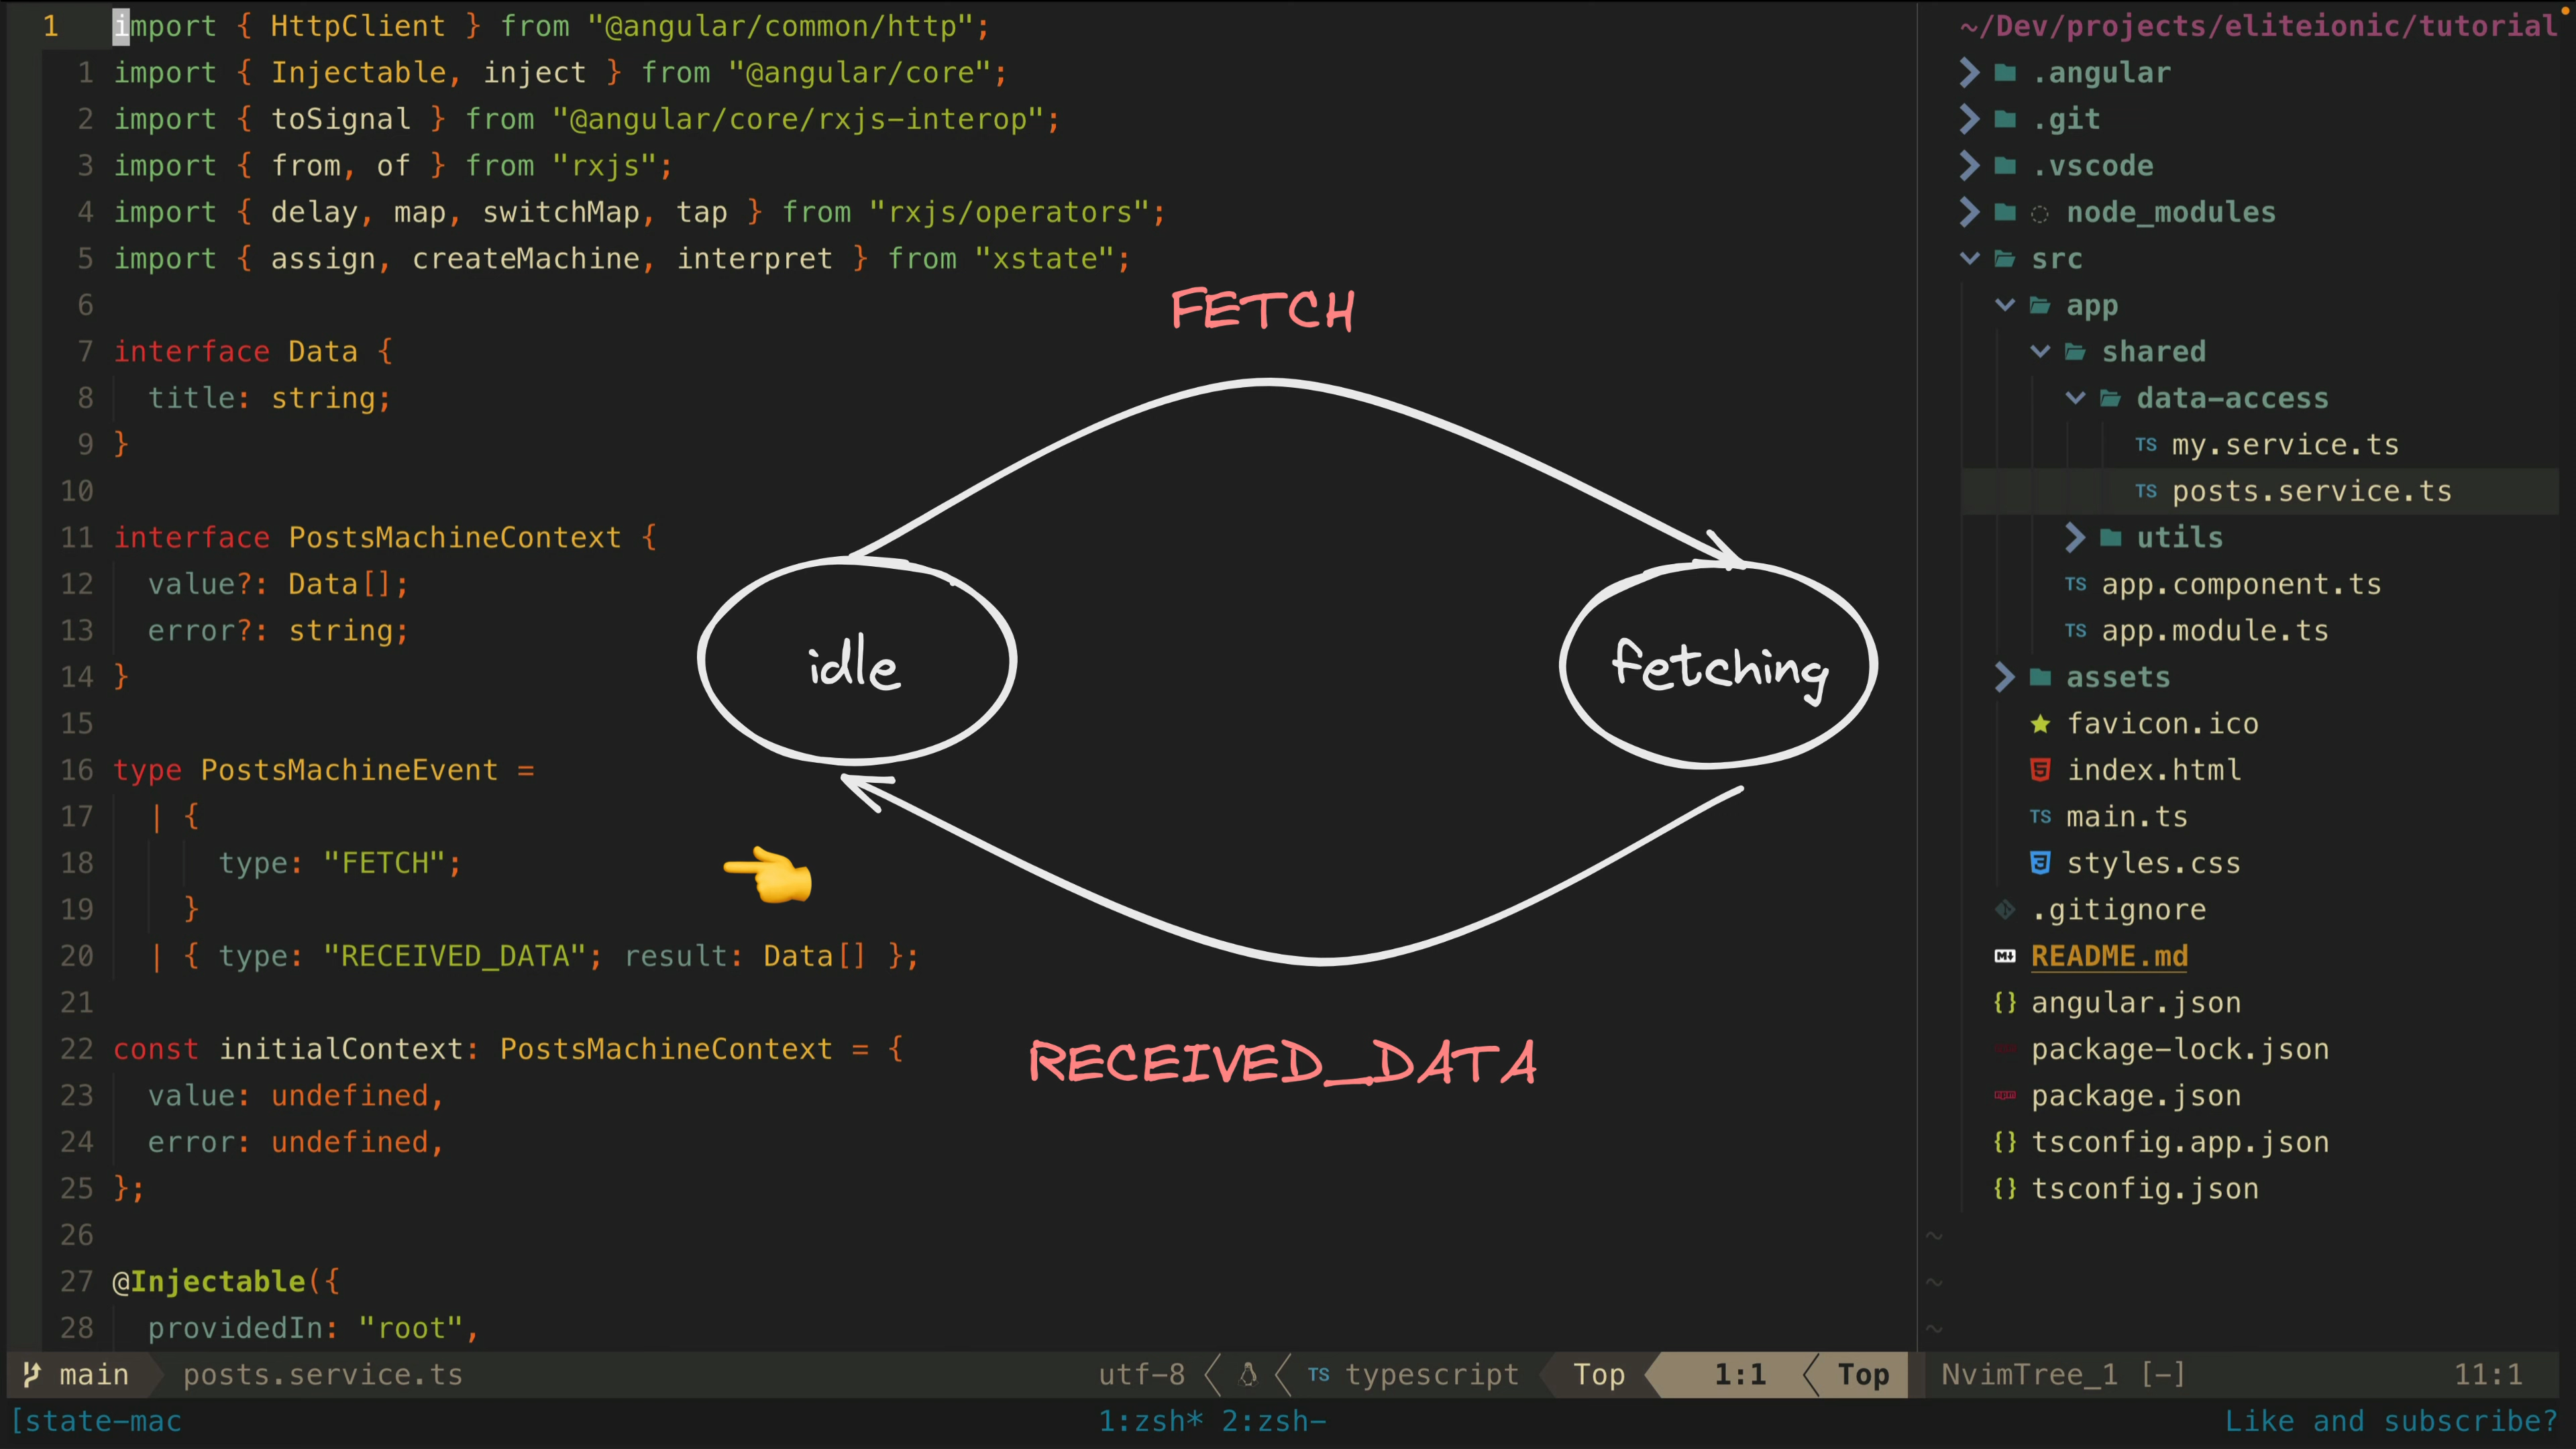 1 import { HttpClient } from "@angular/common/http";
1 import { Injectable, inject } from "@angular/core";
2 import { toSignal } from "@angular/core/rxjs-interop";
3 import { from, of } from "rxjs";
4 import { delay, map, switchMap, tap } from "rxjs/operators";
5 import { assign, createMachine, interpret } from "xstate";
6
7 interface Data {
8 title: string;
9 }
10
11 interface PostsMachineContext {
12 value?: Data[];
13 error?: string;
14 }
15
16 type PostsMachineEvent =
17 | {
18 type: "FETCH";
19 }
20 | { type: "RECEIVED_DATA"; result: Data[] };
21
22 const initialContext: PostsMachineContext = {
23 value: undefined,
24 error: undefined,
25 };
26
27 @Injectable({
28 providedIn: "root",
FETCH
idle
fetching
RECEIVED_DATA
~/Dev/projects/eliteionic/tutorial
.angular
.git
.vscode
node_modules
src
app
shared
data-access
TS my.service.ts
TS posts.service.ts
utils
TS app.component.ts
TS app.module.ts
assets
favicon.ico
index.html
TS main.ts
styles.css
.gitignore
README.md
{} angular.json
package-lock.json
package.json
{} tsconfig.app.json
{} tsconfig.json
~
~
~
main posts.service.ts utf-8 TS typescript Top 1:1 Top NvimTree_1 [-] 11:1
[state-mac 1:zsh* 2:zsh- Like and subscribe?